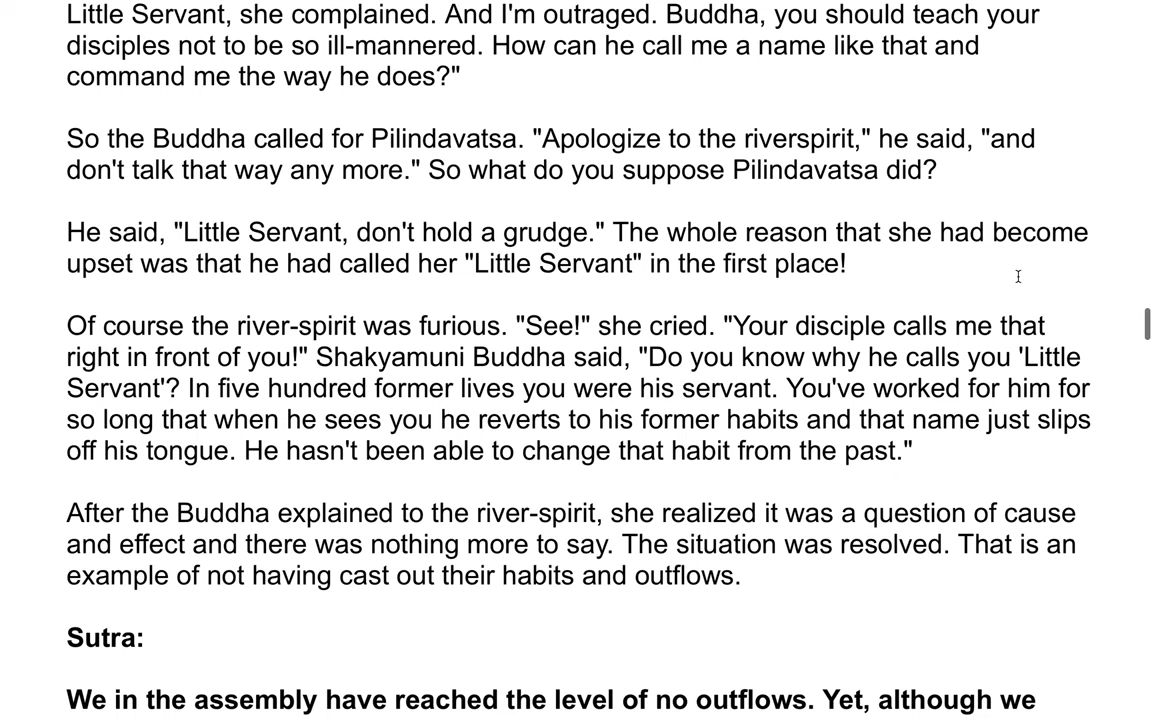 Little Servant, she complained. And I'm outraged. Buddha, you should teach your
disciples not to be so ill-mannered. How can he call me a name like that and
command me the way he does?"
So the Buddha called for Pilindavatsa. "Apologize to the riverspirit," he said, "and
don't talk that way any more." So what do you suppose Pilindavatsa did?
He said, "Little Servant, don't hold a grudge." The whole reason that she had become
upset was that he had called her "Little Servant" in the first place!
Of course the river-spirit was furious. "See!" she cried. "Your disciple calls me that
right in front of you!" Shakyamuni Buddha said, "Do you know why he calls you 'Little
Servant'? In five hundred former lives you were his servant. You've worked for him for
so long that when he sees you he reverts to his former habits and that name just slips
off his tongue. He hasn't been able to change that habit from the past."
After the Buddha explained to the river-spirit, she realized it was a question of cause
and effect and there was nothing more to say. The situation was resolved. That is an
example of not having cast out their habits and outflows.
Sutra:
We in the assembly have reached the level of no outflows. Yet, although we